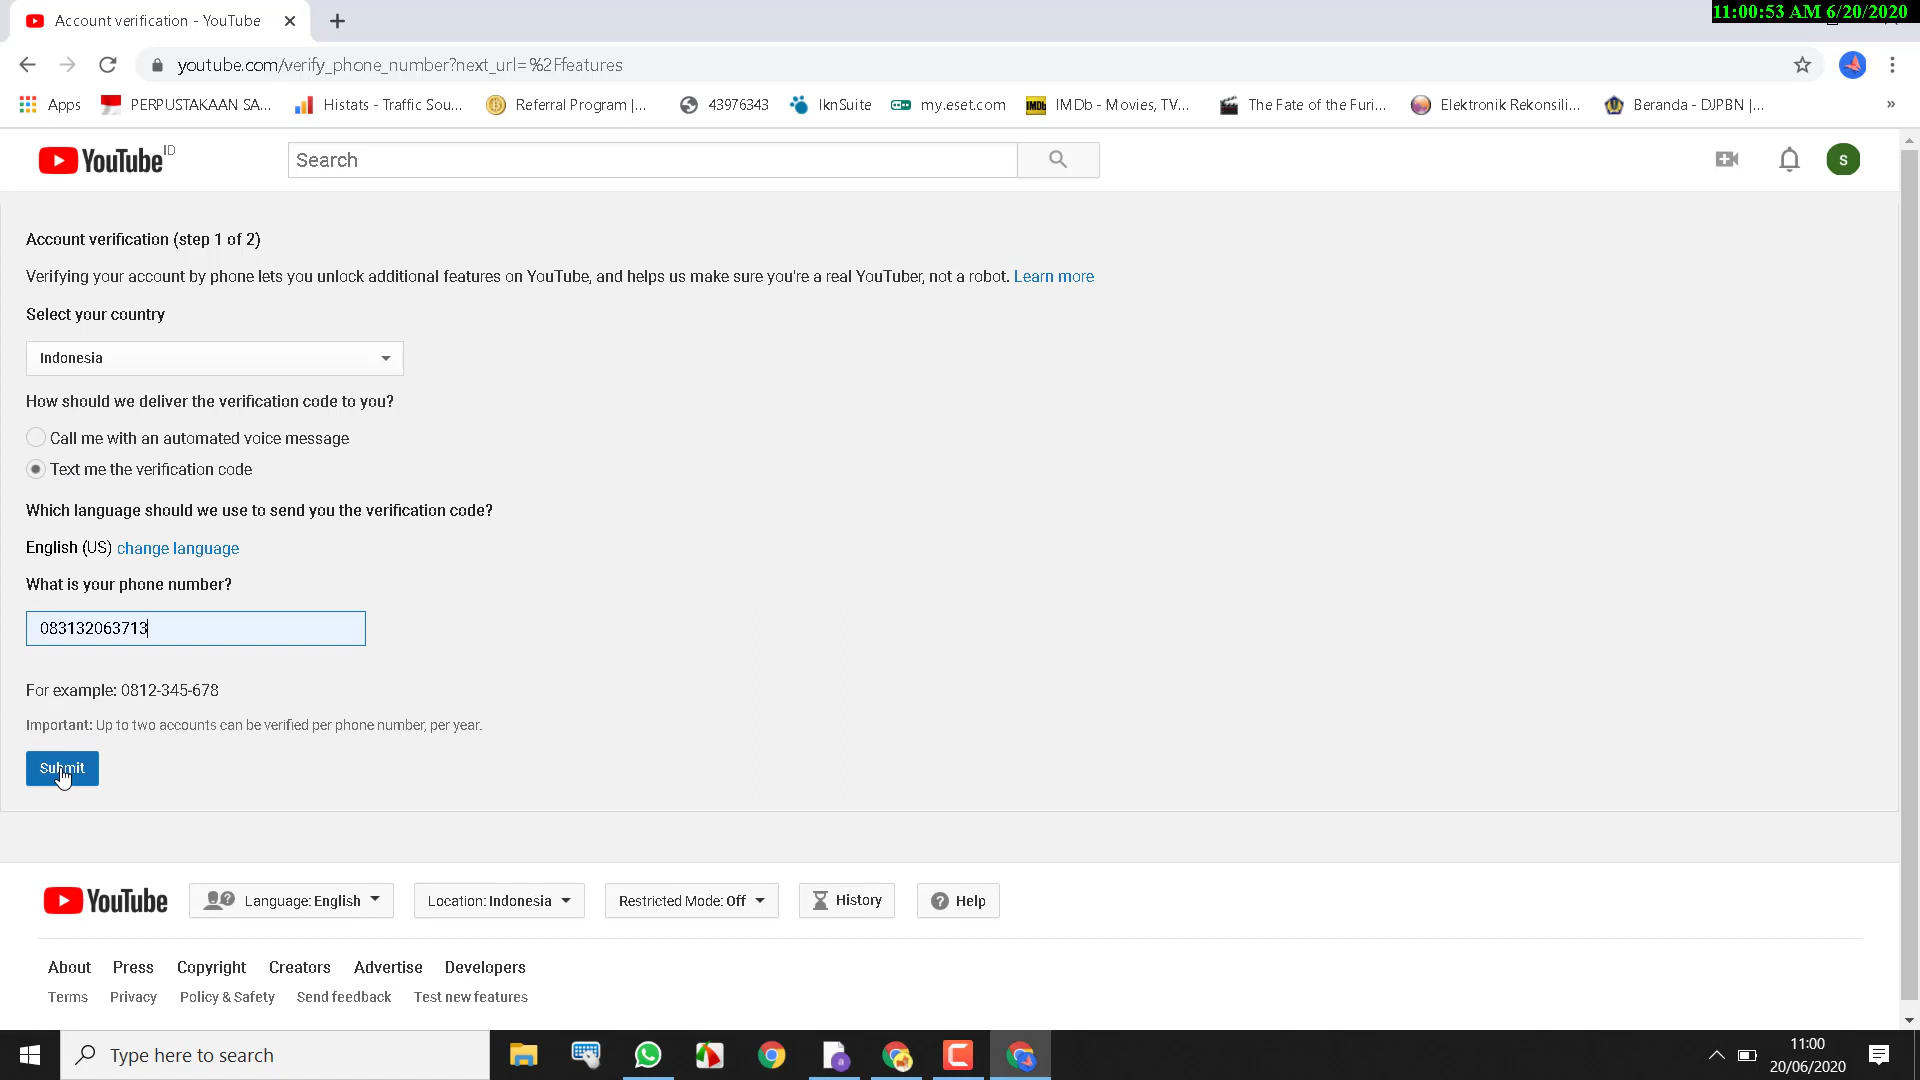 Account verification - YouTube
11:00:53 AM 6/20/2020
youtube.com/verify_phone_number?next_url=%2Ffeatures
Apps PERPUSTAKAAN SA... Histats - Traffic Sou... Referral Program |... 43976343 IknSuite my.eset.com IMDb IMDb - Movies, TV... The Fate of the Furi... Elektronik Rekonsili... Beranda - DJPBN |... »
YouTube ID Search S
Account verification (step 1 of 2)
Verifying your account by phone lets you unlock additional features on YouTube, and helps us make sure you're a real YouTuber, not a robot. Learn more
Select your country
Indonesia
How should we deliver the verification code to you?
Call me with an automated voice message
Text me the verification code
Which language should we use to send you the verification code?
English (US) change language
What is your phone number?
083132063713
For example: 0812-345-678
Important: Up to two accounts can be verified per phone number, per year.
Submit
YouTube Language: English Location: Indonesia Restricted Mode: Off History Help
About Press Copyright Creators Advertise Developers
Terms Privacy Policy & Safety Send feedback Test new features
Type here to search
11:00
20/06/2020